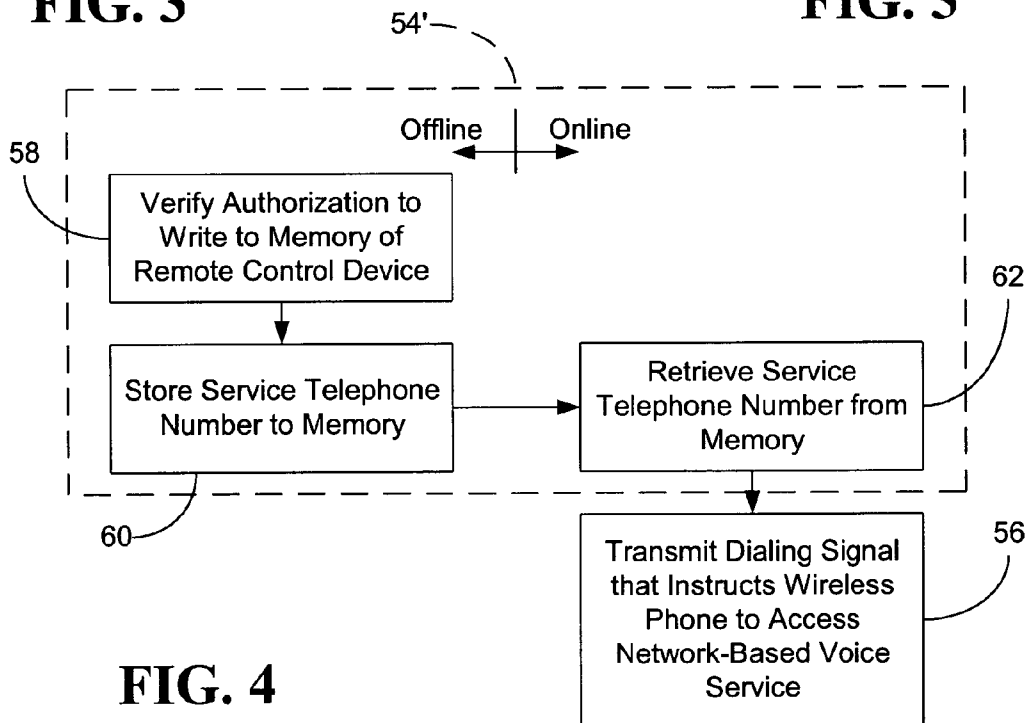 FIG. 3
FIG. 5
54'
Offline
Online
58
Verify Authorization to
Write to Memory of
Remote Control Device
62
Store Service Telephone
Number to Memory
Retrieve Service
Telephone Number from
Memory
60
Transmit Dialing Signal
that Instructs Wireless
Phone to Access
Network-Based Voice
Service
56
FIG. 4